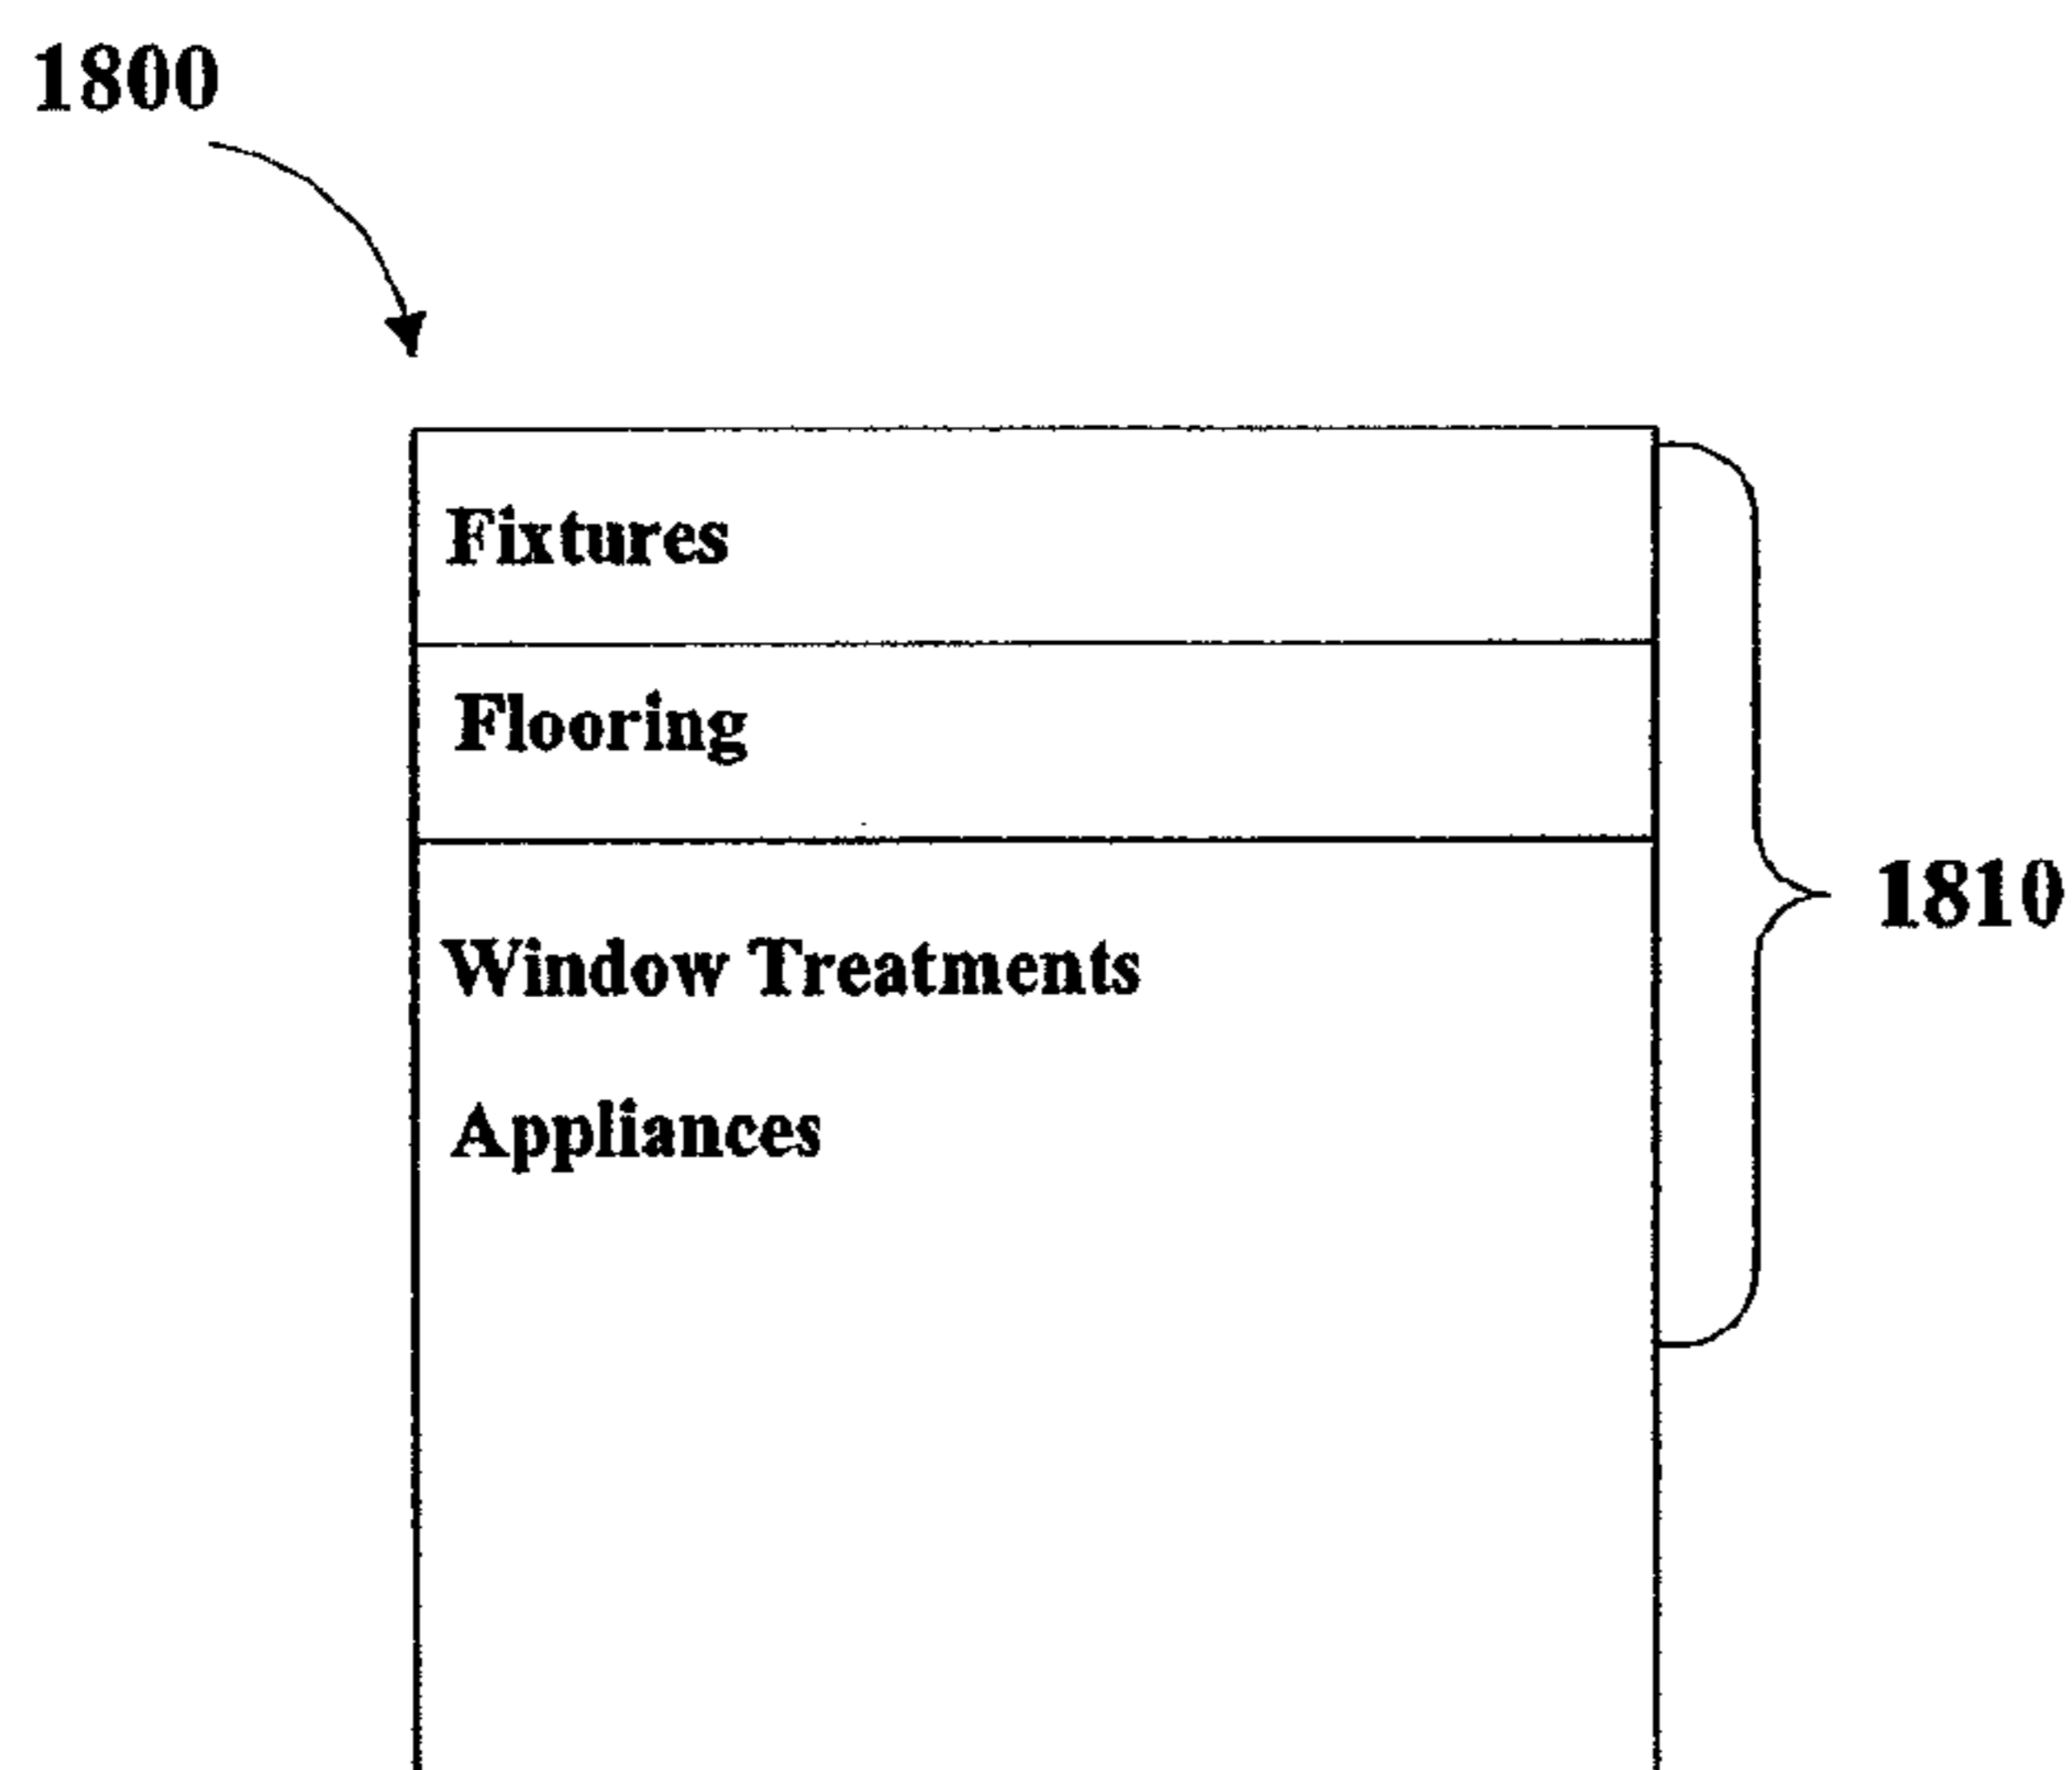 1800
Fixtures
Flooring
1810
Window Treatments
Appliances